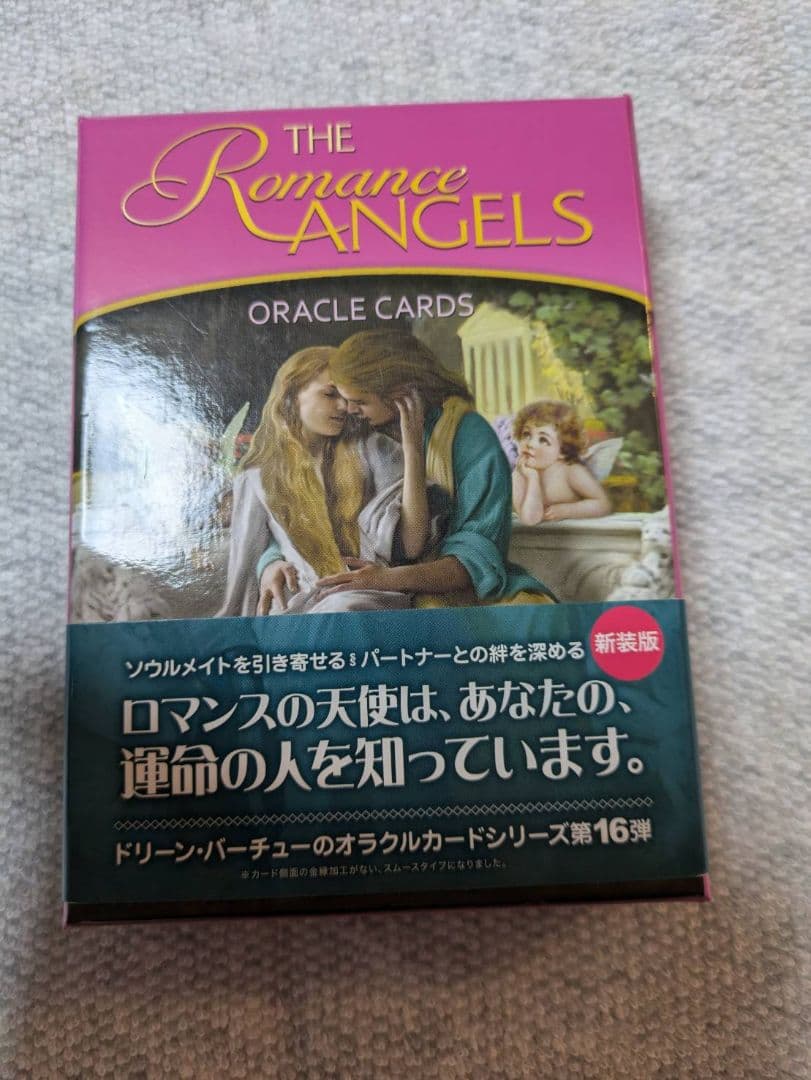 THE
Romance
ANGELS
ORACLE CARDS
ソウルメイトを引き寄せる§パートナーとの絆を深める
新装版
ロマンスの天使は、あなたの、
運命の人を知っています。
ドリーン・バーチューのオラクルカードシリーズ第16弾
※カード側面の金縁加工がない、スムースタイプになりました。